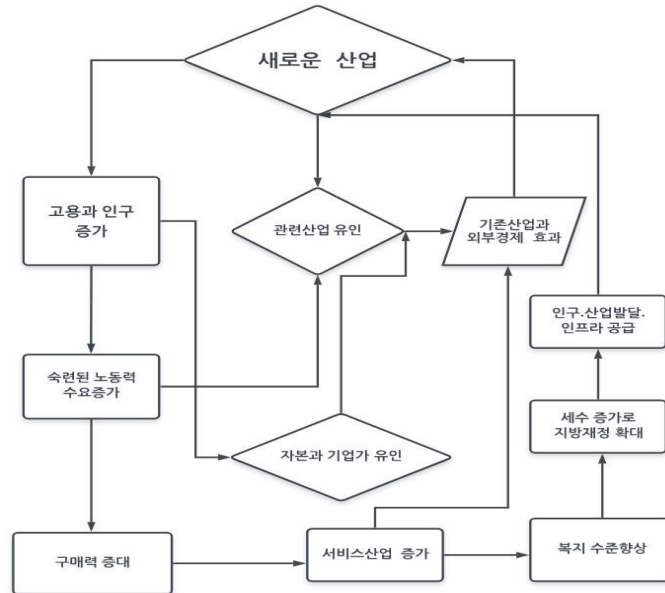 새로운 산업
고용과 인구
증가
관련산업 유인
기존산업과
외부경제 효과
인구.산업발달.
인프라 공급
숙련된 노동력
수요증가
세수 증가로
지방재정 확대
자본과 기업가 유인
구매력 증대
서비스산업 증가
복지 수준향상